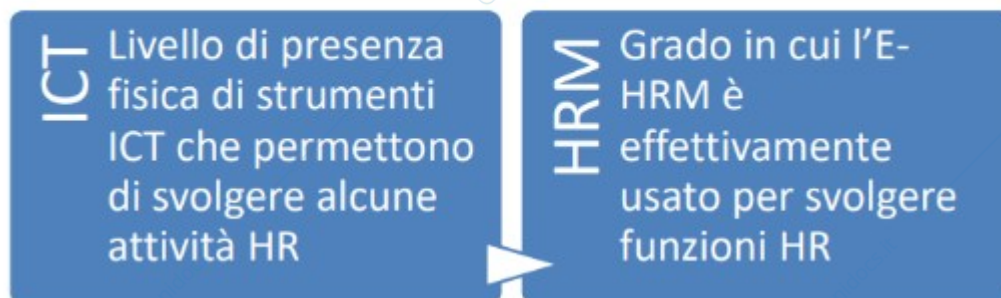 ICT
Livello di presenza
fisica di strumenti
ICT che permettono
di svolgere alcune
attività HR
HRM
Grado in cui l’E-
HRM è
effettivamente
usato per svolgere
funzioni HR